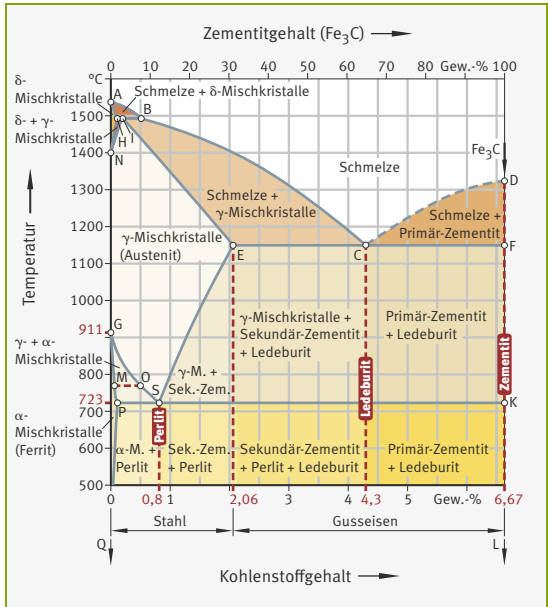 Zementitgehalt (Fe₃C)
0 10 20 30 40 50 60 70 80 Gew.-% 100
°C
δ-
Mischkristalle
δ- + γ-
Mischkristalle
A
B
H
I
N
Schmelze + δ-Mischkristalle
1500
1400
1300
1200
1100
1000
911
800
723
700
600
500
Temperatur
Fe₃C
D
Schmelze
Schmelze +
γ-Mischkristalle
Schmelze +
Primär-Zementit
γ-Mischkristalle
(Austenit)
E
C
F
G
γ- + α-
Mischkristalle
M
O
S
P
K
γ-M. +
Sek.-Zem.
γ-Mischkristalle +
Sekundär-Zementit
+ Ledeburit
Primär-Zementit
+ Ledeburit
α-
Mischkristalle
(Ferrit)
Perlit
Ledeburit
Zementit
α-M. +
Perlit
Sek.-Zem.
+ Perlit
Sekundär-Zementit
+ Perlit + Ledeburit
Primär-Zementit
+ Ledeburit
0 0,8 1 2,06 3 4 4,3 5 Gew.-% 6,67
Stahl
Gusseisen
Q
L
Kohlenstoffgehalt